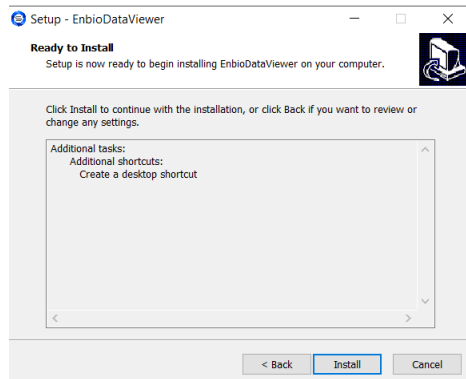 Setup - EnbioDataViewer
Ready to Install
Setup is now ready to begin installing EnbioDataViewer on your computer.
Click Install to continue with the installation, or click Back if you want to review or
change any settings.
Additional tasks:
Additional shortcuts:
Create a desktop shortcut
< Back
Install
Cancel